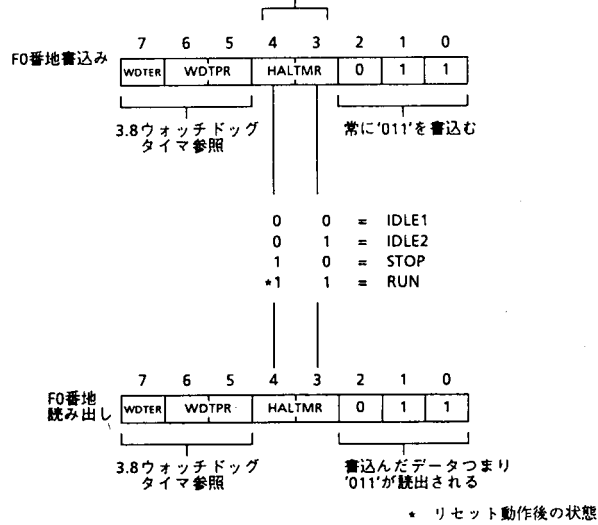 7 6 5 4 3 2 1 0
F0番地書込み WDTER WDTPR HALTMR 0 1 1
3.8ウォッチドッグ
タイマ参照
常に'011'を書込む
0 0 = IDLE1
0 1 = IDLE2
1 0 = STOP
*1 1 = RUN
7 6 5 4 3 2 1 0
F0番地
読み出し
WDTER WDTPR HALTMR 0 1 1
3.8ウォッチドッグ
タイマ参照
書込んだデータつまり
'011'が読出される
* リセット動作後の状態